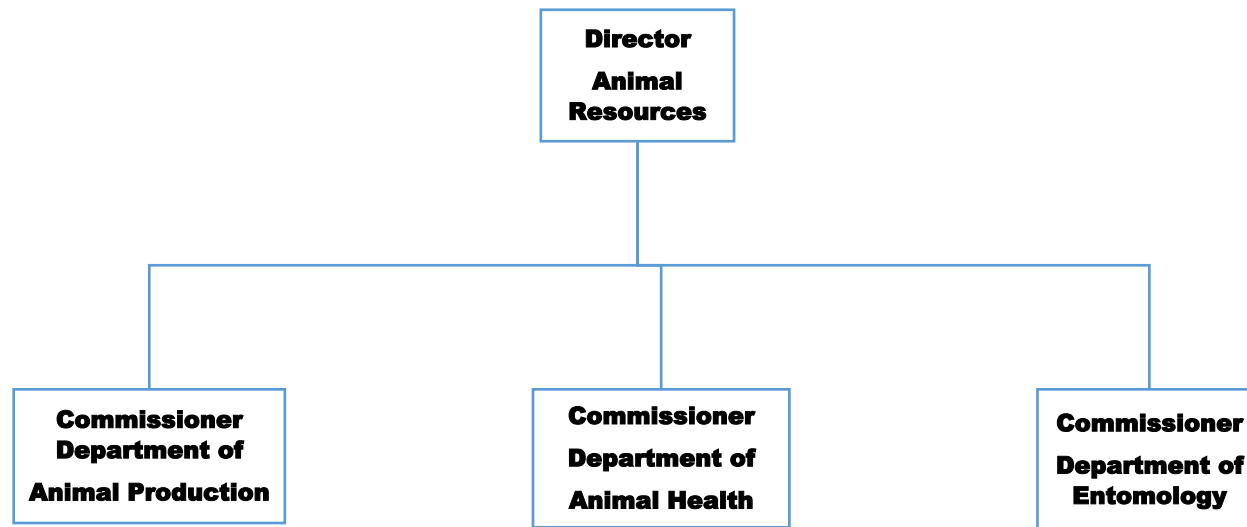 Director
Animal
Resources
Commissioner
Department of
Animal Production
Commissioner
Department of
Animal Health
Commissioner
Department of
Entomology